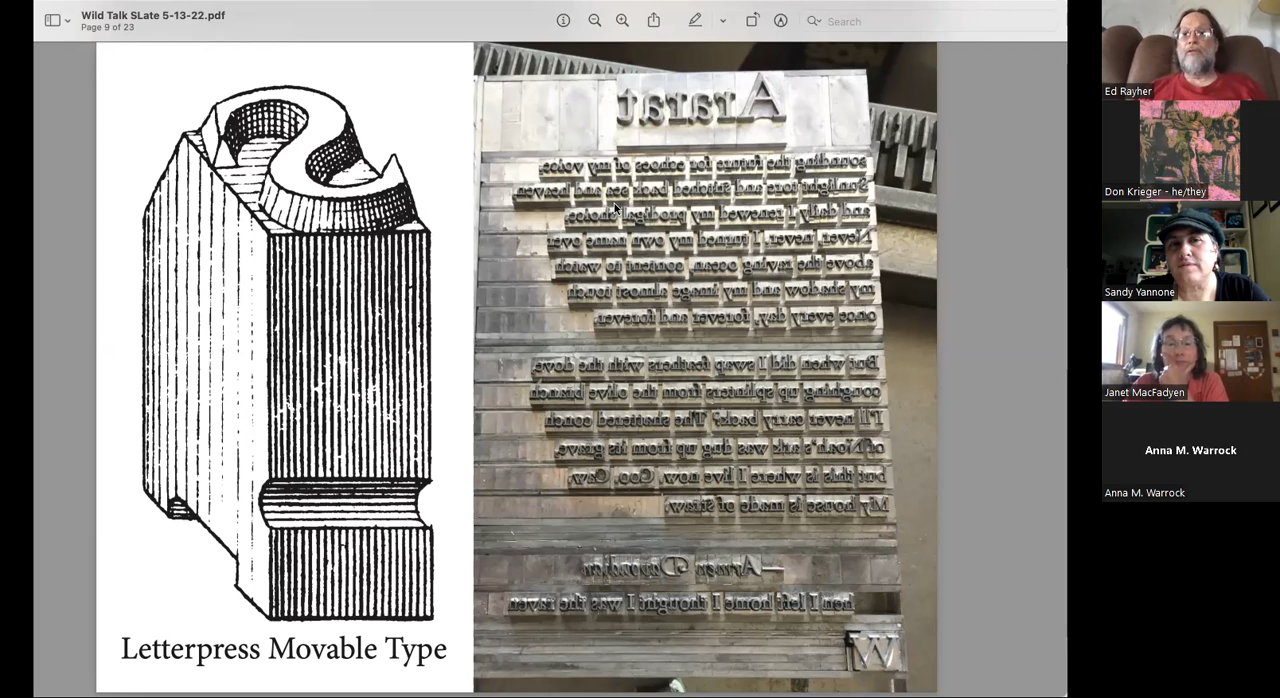 Wild Talk SLate 5-13-22.pdf
Page 9 of 23
Search
Ararat
sounding the future for echoes of my voice.
Sunlight tore and stitched back sea and heaven
and daily I renewed my prodigal choice.
Never, never. I turned my own name over
above the raving ocean, content to watch
my shadow and my image almost touch
once every day, forever and forever.
But when did I swap feathers with the dove,
coughing up splinters from the olive branch
I'll never carry back? The shattered couch
of Noah's ark was dug up from its grave,
but this is where I live now. Coo. Caw.
My house is made of straw.
—Armen Davoudian
hen I left home I thought I was the raven
W
Letterpress Movable Type
Ed Rayher
Don Krieger - he/they
Sandy Yannone
Janet MacFadyen
Anna M. Warrock
Anna M. Warrock